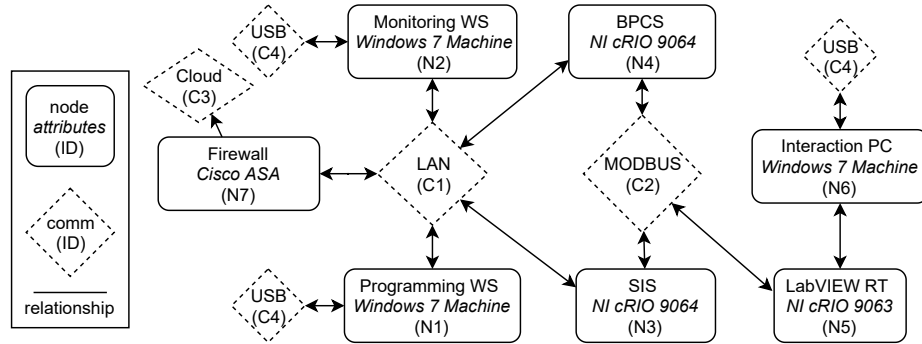 node
attributes
(ID)
comm
(ID)
relationship
USB
(C4)
Cloud
(C3)
Monitoring WS
Windows 7 Machine
(N2)
BPCS
NI cRIO 9064
(N4)
USB
(C4)
Firewall
Cisco ASA
(N7)
LAN
(C1)
MODBUS
(C2)
Interaction PC
Windows 7 Machine
(N6)
USB
(C4)
Programming WS
Windows 7 Machine
(N1)
SIS
NI cRIO 9064
(N3)
LabVIEW RT
NI cRIO 9063
(N5)